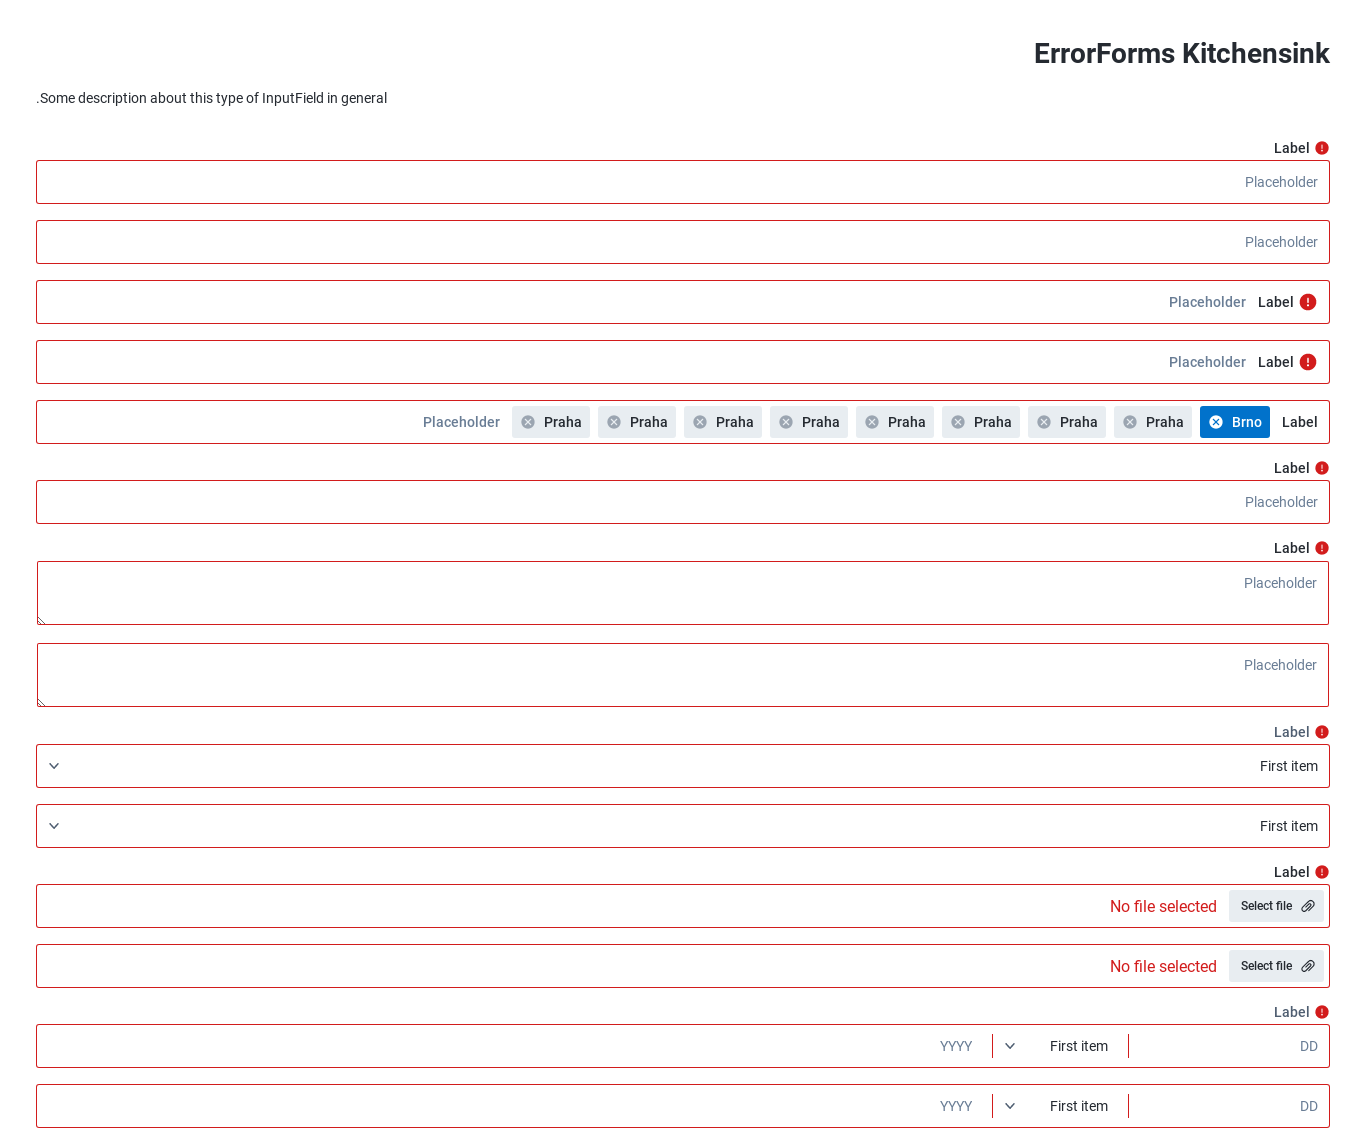 ErrorForms Kitchensink
.Some description about this type of InputField in general
Label
Placeholder
Placeholder
Label Placeholder
Label Placeholder
Label Brno Praha Praha Praha Praha Praha Praha Praha Praha Placeholder
Label
Placeholder
Label
Placeholder
Placeholder
Label
First item
First item
Label
Select file No file selected
Select file No file selected
Label
DD First item YYYY
DD First item YYYY